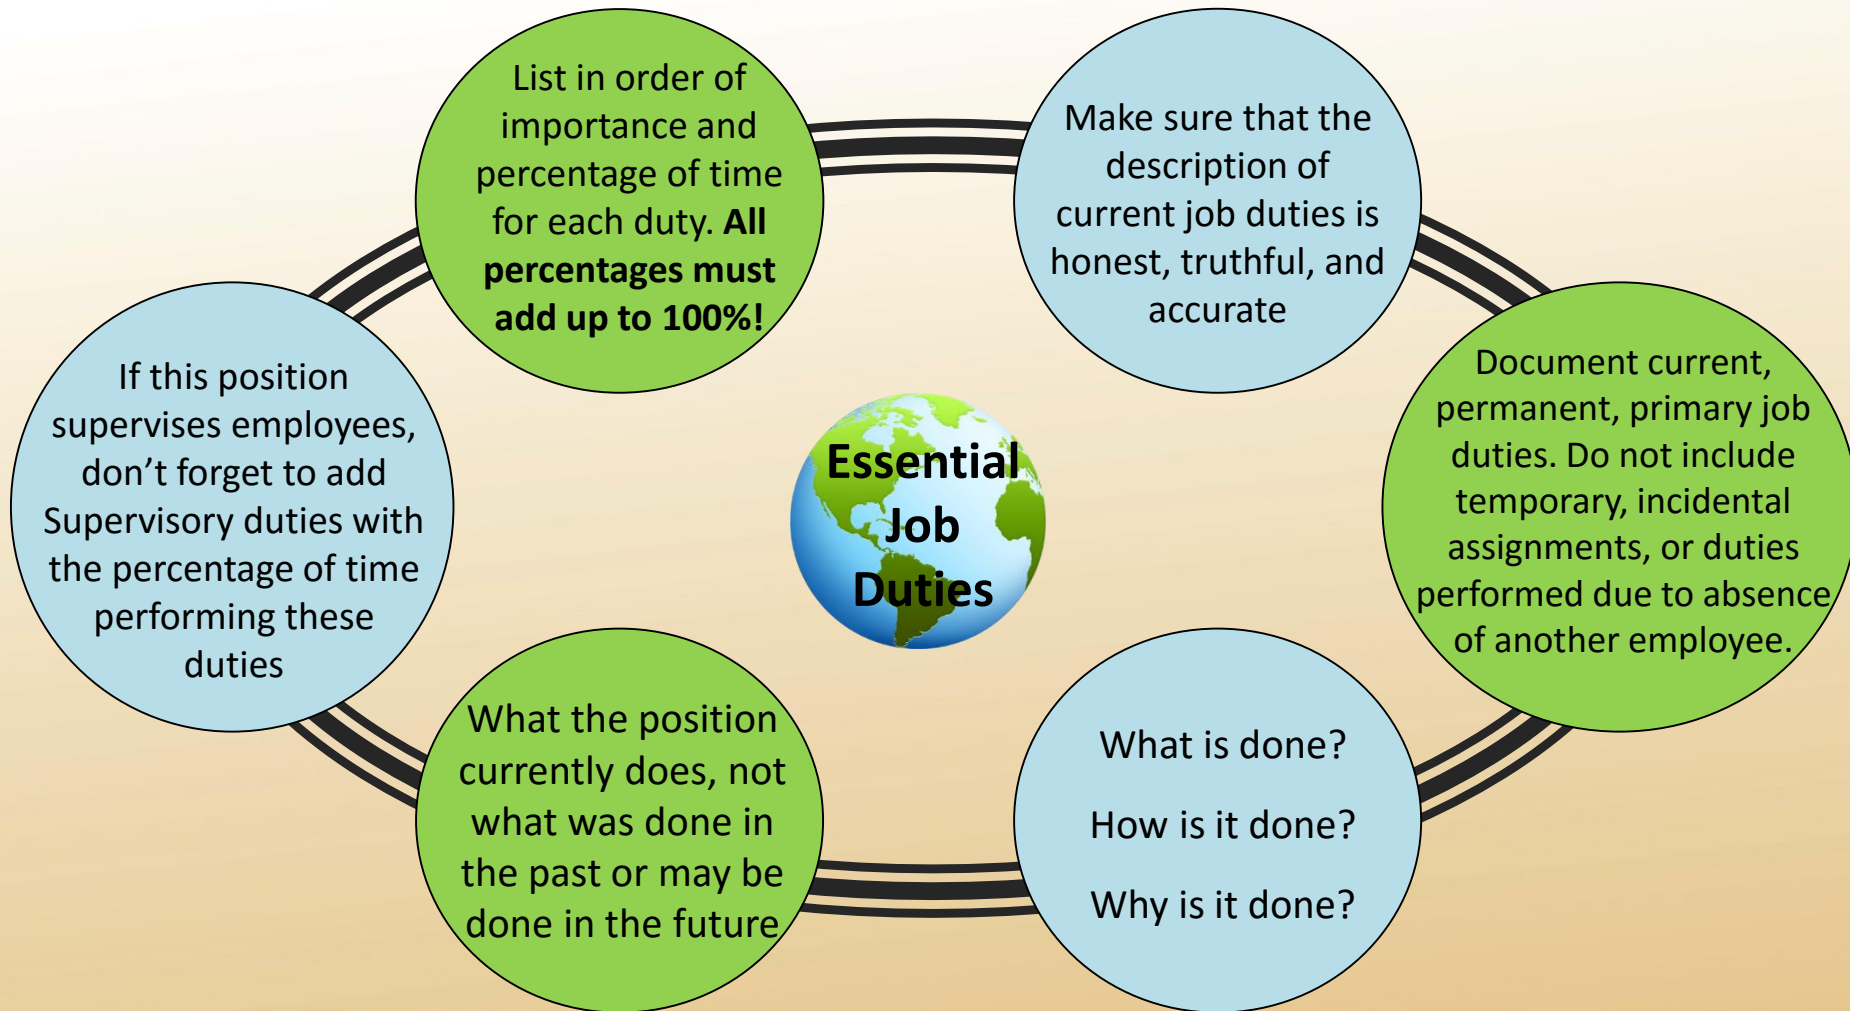 List in order of
importance and
percentage of time
for each duty. All
percentages must
add up to 100%!
Make sure that the
description of
current job duties is
honest, truthful, and
accurate
Document current,
permanent, primary job
duties. Do not include
temporary, incidental
assignments, or duties
performed due to absence
of another employee.
What is done?
How is it done?
Why is it done?
What the position
currently does, not
what was done in
the past or may be
done in the future
If this position
supervises employees,
don’t forget to add
Supervisory duties with
the percentage of time
performing these
duties
Essential
Job
Duties